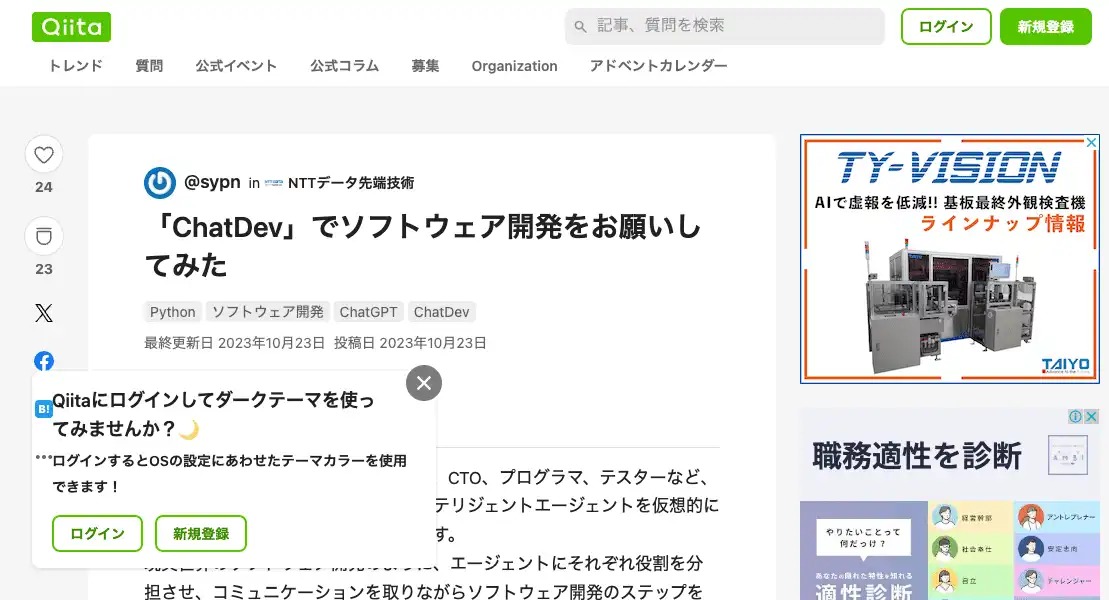 Qiita
記事、質問を検索
ログイン
新規登録
トレンド
質問
公式イベント
公式コラム
募集
Organization
アドベントカレンダー
24
23
@sypn in NTTデータ先端技術
「ChatDev」でソフトウェア開発をお願いし
てみた
Python ソフトウェア開発 ChatGPT ChatDev
最終更新日 2023年10月23日 投稿日 2023年10月23日
B!
Qiitaにログインしてダークテーマを使っ
てみませんか？🌙
ログインするとOSの設定にあわせたテーマカラーを使用
できます！
ログイン
新規登録
CTO、プログラマ、テスターなど、
テリジェントエージェントを仮想的に
す。
エージェントにそれぞれ役割を分
担させ、コミュニケーションを取りながらソフトウェア開発のステップを
TY-VISION
AIで虚報を低減!! 基板最終外観検査機
ラインナップ情報
TAIYO
職務適性を診断
やりたいことって
何だっけ？
あなたの隠れた特性を知れる
適性診断
経営幹部
アントレプレナー
社会奉仕
安定志向
自立
チャレンジャー